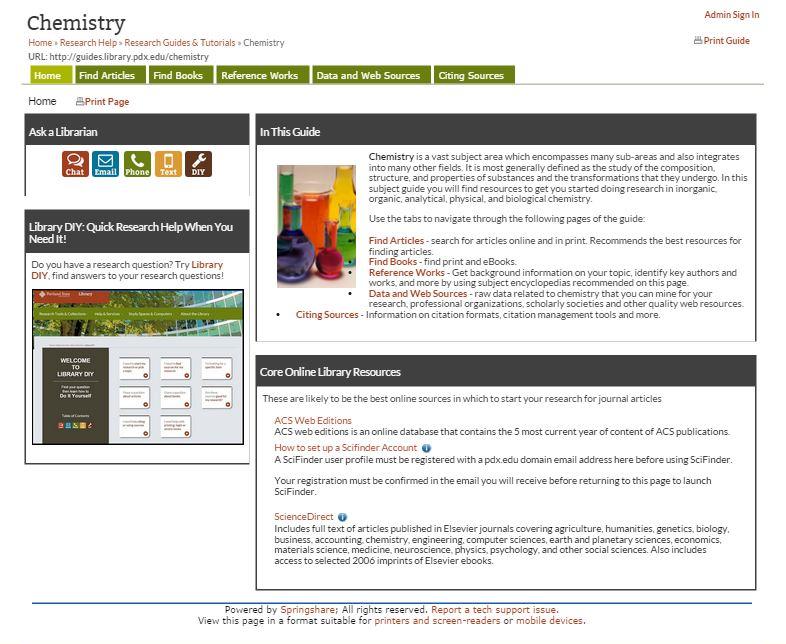 Chemistry
Admin Sign In
Home » Research Help » Research Guides & Tutorials » Chemistry
Print Guide
URL: http://guides.library.pdx.edu/chemistry
Home Find Articles Find Books Reference Works Data and Web Sources Citing Sources
Home Print Page
Ask a Librarian
Chat Email Phone Text DIY
Library DIY: Quick Research Help When You
Need It!
Do you have a research question? Try Library
DIY, find answers to your research questions!
Portland State Library
Research Tools & Collections Help & Services Study Spaces & Computers About the Library
WELCOME
TO
LIBRARY DIY
Find your question
then learn how to
Do It Yourself
Table of Contents
In This Guide
Chemistry is a vast subject area which encompasses many sub-areas and also integrates
into many other fields. It is most generally defined as the study of the composition,
structure, and properties of substances and the transformations that they undergo. In this
subject guide you will find resources to get you started doing research in inorganic,
organic, analytical, physical, and biological chemistry.
Use the tabs to navigate through the following pages of the guide:
Find Articles - search for articles online and in print. Recommends the best resources for
finding articles.
Find Books - find print and eBooks.
• Reference Works - Get background information on your topic, identify key authors and
works, and more by using subject encyclopedias recommended on this page.
• Data and Web Sources - raw data related to chemistry that you can mine for your
research, professional organizations, scholarly societies and other quality web resources.
• Citing Sources - Information on citation formats, citation management tools and more.
Core Online Library Resources
These are likely to be the best online sources in which to start your research for journal articles
ACS Web Editions
ACS web editions is an online database that contains the 5 most current year of content of ACS publications.
How to set up a Scifinder Account
A SciFinder user profile must be registered with a pdx.edu domain email address here before using SciFinder.
Your registration must be confirmed in the email you will receive before returning to this page to launch
SciFinder.
ScienceDirect
Includes full text of articles published in Elsevier journals covering agriculture, humanities, genetics, biology,
business, accounting, chemistry, engineering, computer sciences, earth and planetary sciences, economics,
materials science, medicine, neuroscience, physics, psychology, and other social sciences. Also includes
access to selected 2006 imprints of Elsevier ebooks.
Powered by Springshare; All rights reserved. Report a tech support issue.
View this page in a format suitable for printers and screen-readers or mobile devices.